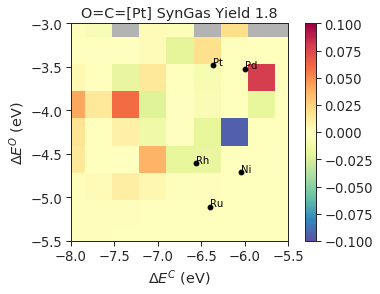 O=C=[Pt] SynGas Yield 1.8
−3.0
−3.5
−4.0
−4.5
−5.0
−5.5
ΔE^O (eV)
Pt
Pd
Rh
Ni
Ru
−8.0 −7.5 −7.0 −6.5 −6.0 −5.5
ΔE^C (eV)
0.100
0.075
0.050
0.025
0.000
−0.025
−0.050
−0.075
−0.100